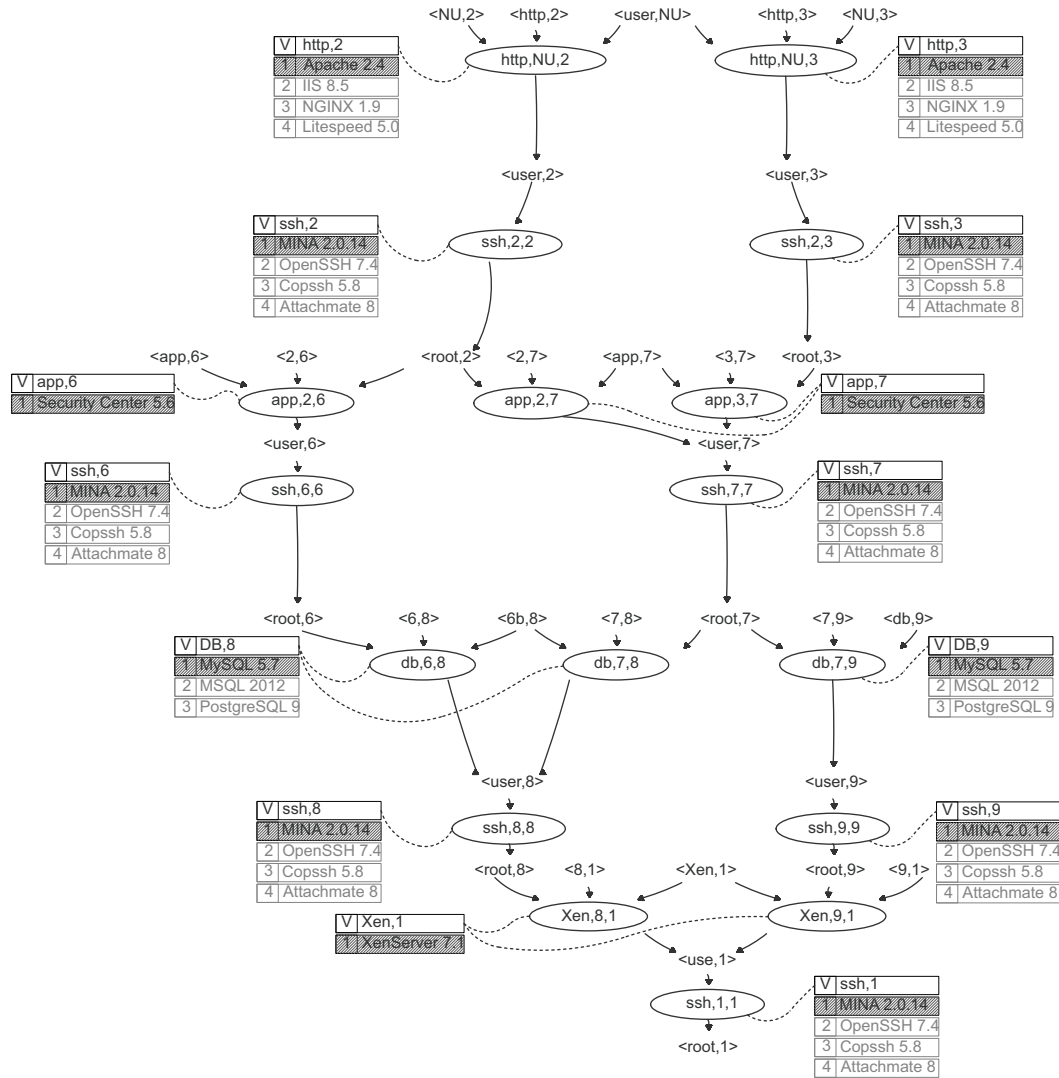 <NU,2> <http,2> <user,NU> <http,3> <NU,3>
V http,2
1 Apache 2.4
2 IIS 8.5
3 NGINX 1.9
4 Litespeed 5.0
http,NU,2
http,NU,3
V http,3
1 Apache 2.4
2 IIS 8.5
3 NGINX 1.9
4 Litespeed 5.0
<user,2> <user,3>
V ssh,2
1 MINA 2.0.14
2 OpenSSH 7.4
3 Copssh 5.8
4 Attachmate 8
ssh,2,2
ssh,2,3
V ssh,3
1 MINA 2.0.14
2 OpenSSH 7.4
3 Copssh 5.8
4 Attachmate 8
<app,6> <2,6> <root,2> <2,7> <app,7> <3,7> <root,3>
V app,6
1 Security Center 5.6
app,2,6
app,2,7
app,3,7
V app,7
1 Security Center 5.6
<user,6> <user,7>
V ssh,6
1 MINA 2.0.14
2 OpenSSH 7.4
3 Copssh 5.8
4 Attachmate 8
ssh,6,6
ssh,7,7
V ssh,7
1 MINA 2.0.14
2 OpenSSH 7.4
3 Copssh 5.8
4 Attachmate 8
<root,6> <6,8> <6b,8> <7,8> <root,7> <7,9> <db,9>
V DB,8
1 MySQL 5.7
2 MSQL 2012
3 PostgreSQL 9
db,6,8
db,7,8
db,7,9
V DB,9
1 MySQL 5.7
2 MSQL 2012
3 PostgreSQL 9
<user,8> <user,9>
V ssh,8
1 MINA 2.0.14
2 OpenSSH 7.4
3 Copssh 5.8
4 Attachmate 8
ssh,8,8
ssh,9,9
V ssh,9
1 MINA 2.0.14
2 OpenSSH 7.4
3 Copssh 5.8
4 Attachmate 8
<root,8> <8,1> <Xen,1> <root,9> <9,1>
V Xen,1
1 XenServer 7.1
Xen,8,1
Xen,9,1
<use,1>
ssh,1,1
V ssh,1
1 MINA 2.0.14
2 OpenSSH 7.4
3 Copssh 5.8
4 Attachmate 8
<root,1>